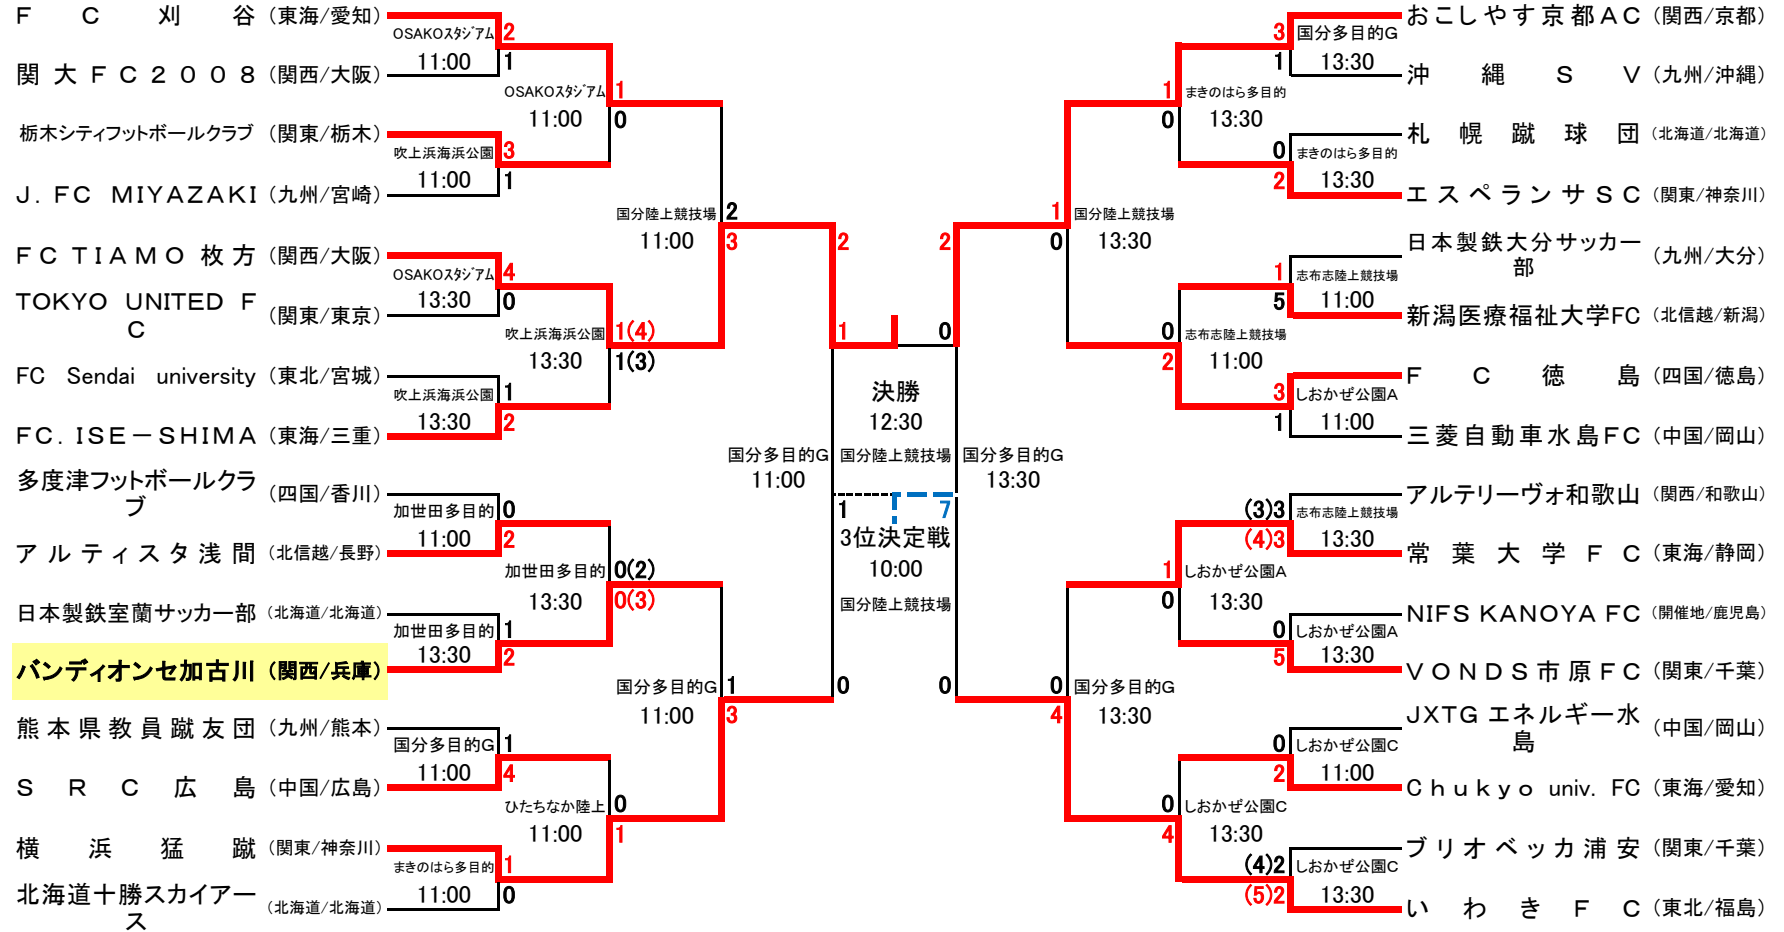 FC刈谷 (東海/愛知)
OSAKOスタジアム 2
11:00 1
関大FC2008 (関西/大阪)
OSAKOスタジアム 1
11:00 0
栃木シティフットボールクラブ (関東/栃木)
吹上浜海浜公園 3
11:00 1
J. FC MIYAZAKI (九州/宮崎)
国分陸上競技場 2
11:00 3
FC TIAMO 枚方 (関西/大阪)
OSAKOスタジアム 4
13:30 0
TOKYO UNITED F
C
(関東/東京)
吹上浜海浜公園 1(4)
13:30 1(3)
FC Sendai university (東北/宮城)
吹上浜海浜公園 1
13:30 2
FC. ISE-SHIMA (東海/三重)
国分多目的G
11:00
2
1
多度津フットボールクラ
ブ
(四国/香川)
加世田多目的 0
11:00 2
アルティスタ浅間 (北信越/長野)
加世田多目的 0(2)
13:30 0(3)
日本製鉄室蘭サッカー部 (北海道/北海道)
加世田多目的 1
13:30 2
バンディオンセ加古川 (関西/兵庫)
国分多目的G 1
11:00 3
0
熊本県教員蹴友団 (九州/熊本)
国分多目的G 1
11:00 4
SRC広島 (中国/広島)
ひたちなか陸上 0
11:00 1
横浜猛蹴 (関東/神奈川)
まきのはら多目的 1
11:00 0
北海道十勝スカイアー
ス
(北海道/北海道)
決勝
12:30
国分陸上競技場
1 7
3位決定戦
10:00
国分陸上競技場
おこしやす京都AC (関西/京都)
3 国分多目的G
1 13:30
沖縄SV (九州/沖縄)
1 まきのはら多目的
0 13:30
札幌蹴球団 (北海道/北海道)
0 まきのはら多目的
2 13:30
エスペランサSC (関東/神奈川)
1 国分陸上競技場
0 13:30
日本製鉄大分サッカー
部
(九州/大分)
1 志布志陸上競技場
5 11:00
新潟医療福祉大学FC (北信越/新潟)
0 志布志陸上競技場
2 11:00
FC徳島 (四国/徳島)
3 しおかぜ公園A
1 11:00
三菱自動車水島FC (中国/岡山)
2
0
国分多目的G
13:30
アルテリーヴォ和歌山 (関西/和歌山)
(3)3 志布志陸上競技場
(4)3 13:30
常葉大学FC (東海/静岡)
1 しおかぜ公園A
0 13:30
NIFS KANOYA FC (開催地/鹿児島)
0 しおかぜ公園A
5 13:30
VONDS市原FC (関東/千葉)
0
0 国分多目的G
4 13:30
JXTG エネルギー水
島
(中国/岡山)
0 しおかぜ公園C
2 11:00
Chukyo univ. FC (東海/愛知)
0 しおかぜ公園C
4 13:30
ブリオベッカ浦安 (関東/千葉)
(4)2 しおかぜ公園C
(5)2 13:30
いわきFC (東北/福島)